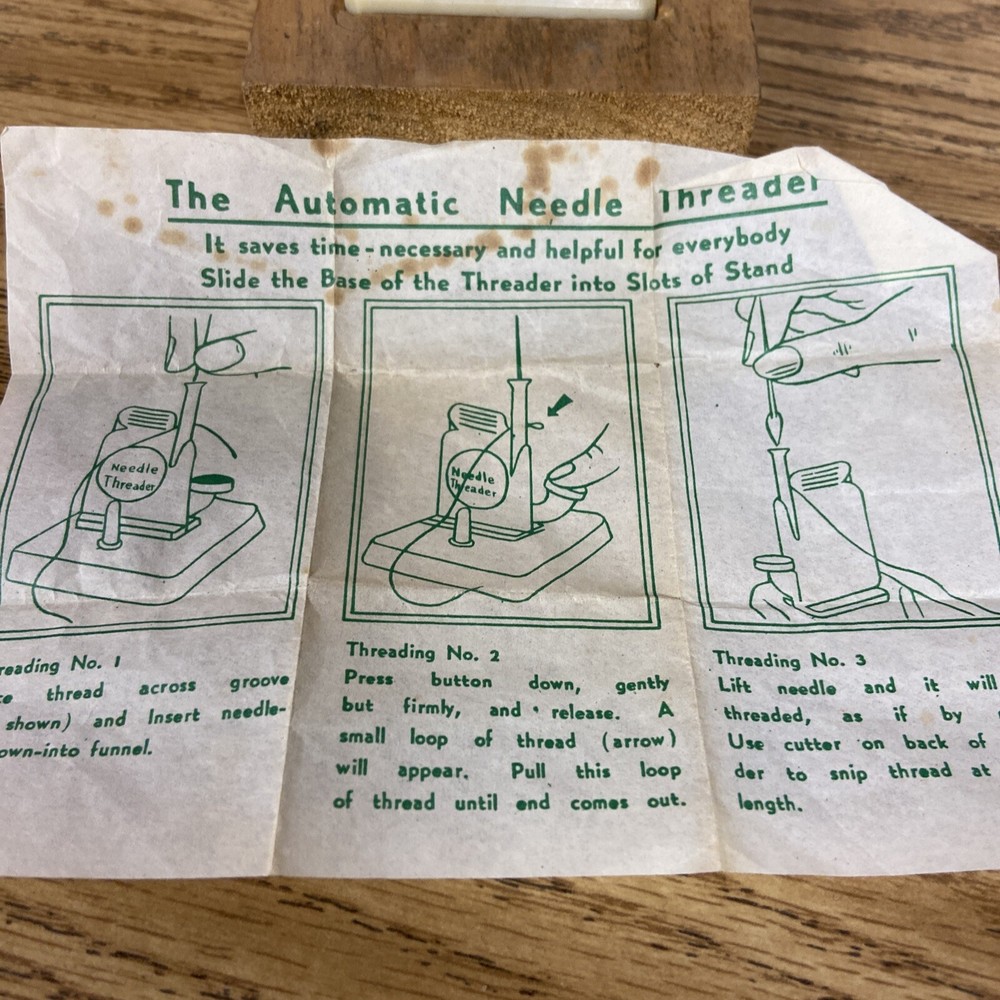 The Automatic Needle Threader
It saves time-necessary and helpful for everybody
Slide the Base of the Threader into Slots of Stand
Needle
Threader
Needle
Threader
reading No. 1
thread across groove
shown) and Insert needle-
own-into funnel.
Threading No. 2
Press button down, gently
but firmly, and release. A
small loop of thread (arrow)
will appear. Pull this loop
of thread until end comes out.
Threading No. 3
Lift needle and it will
threaded, as if by
Use cutter on back of
der to snip thread at
length.